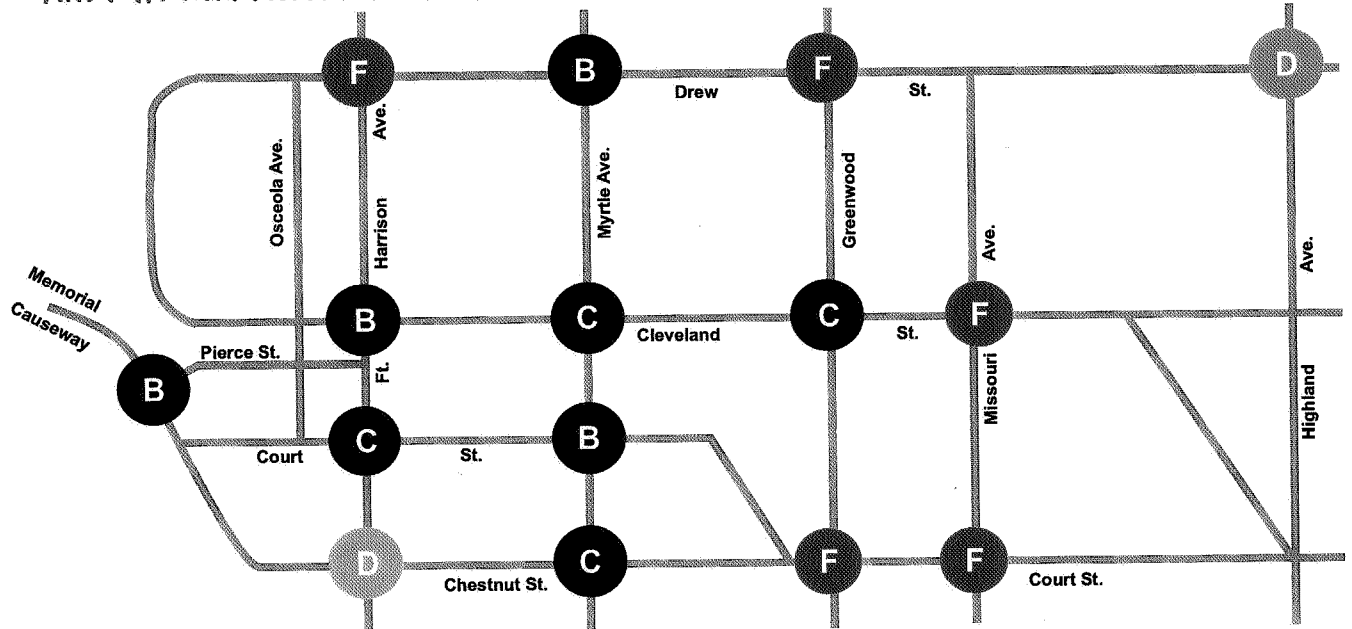 F
B
F
D
Drew
St.
Ave.
Osceola Ave.
Harrison
Myrtle Ave.
Greenwood
Ave.
Ave.
Memorial
Causeway
B
C
Cleveland
C
St.
F
Pierce St.
Ft.
Missouri
Highland
B
Court
C
St.
B
D
Chestnut St.
C
F
F
Court St.